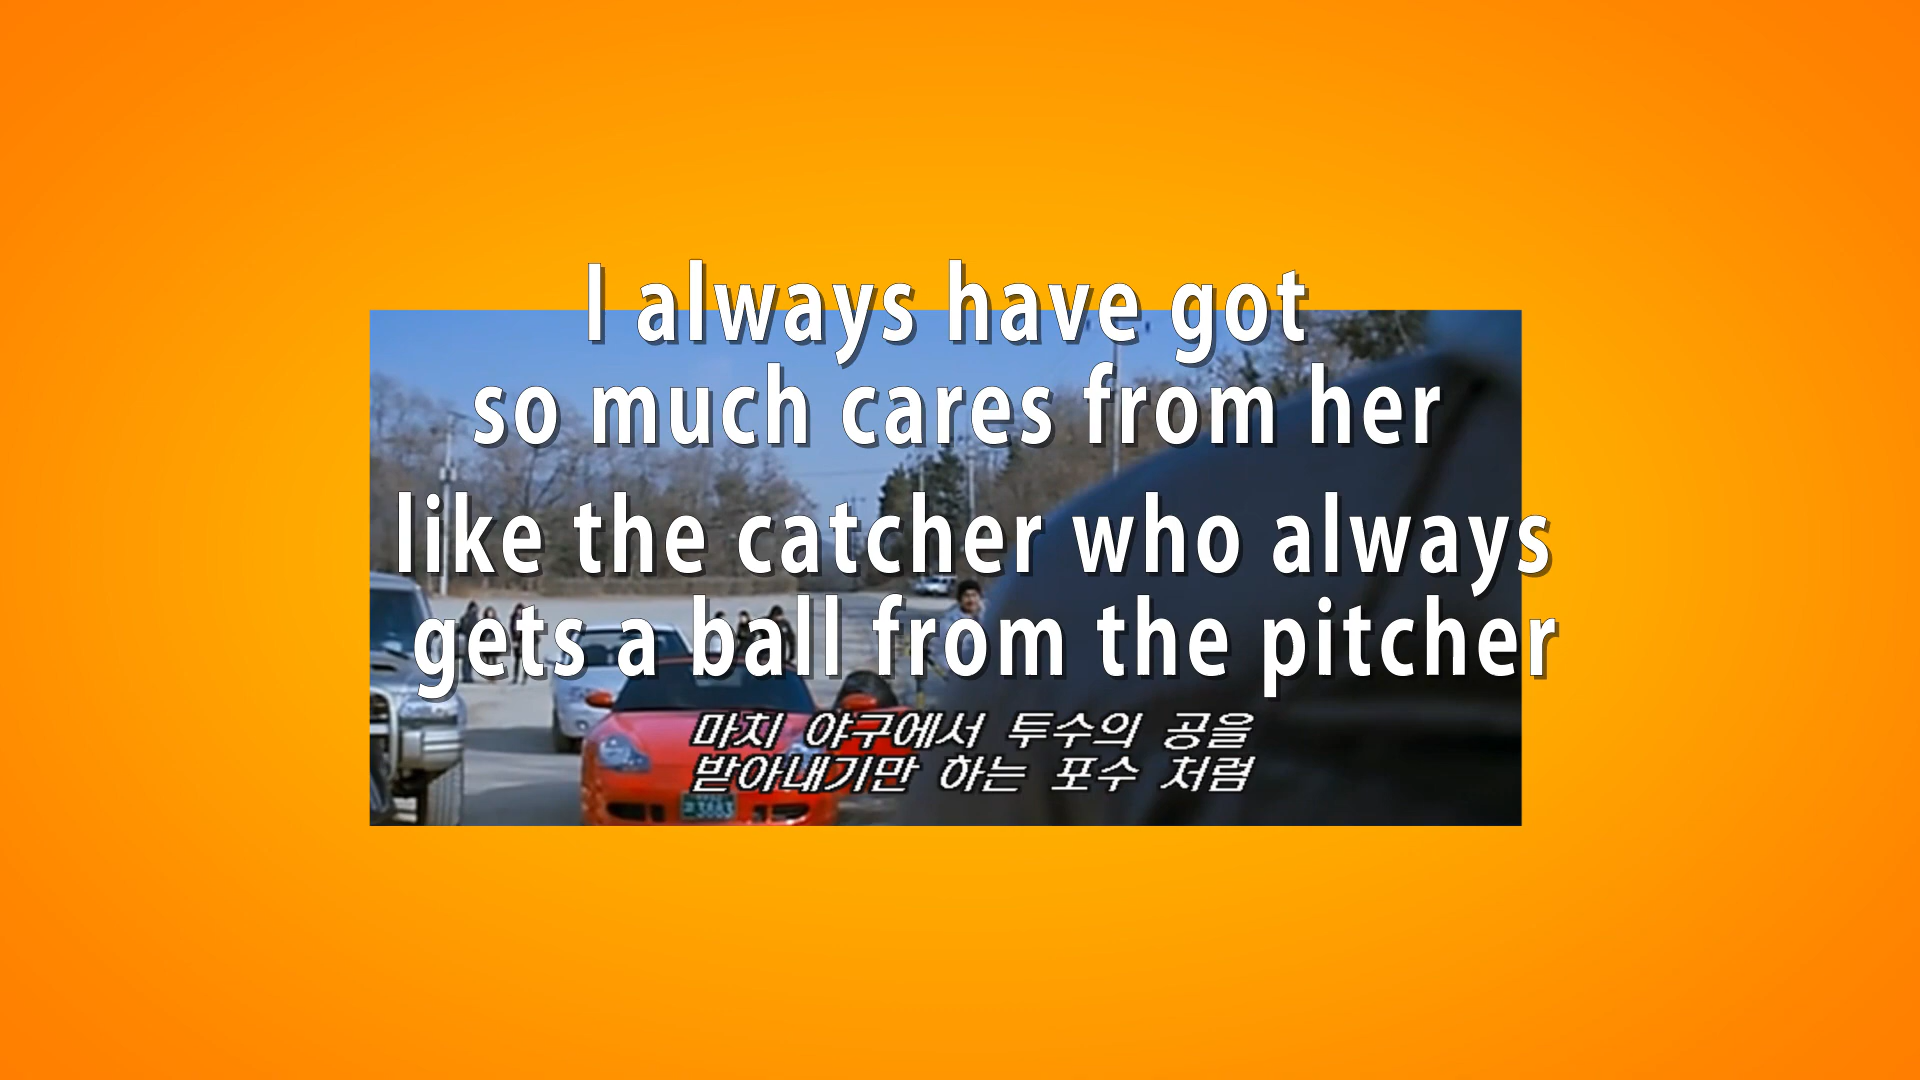 I always have got
so much cares from her
like the catcher who always
gets a ball from the pitcher
마치 야구에서 투수의 공을
받아내기만 하는 포수 처럼